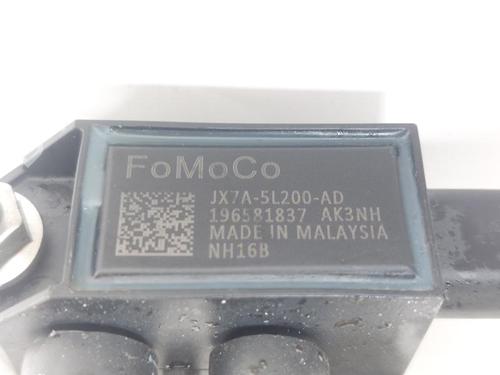 FoMoCo
JX7A-5L200-AD
196581837 AK3NH
MADE IN MALAYSIA
NH16B